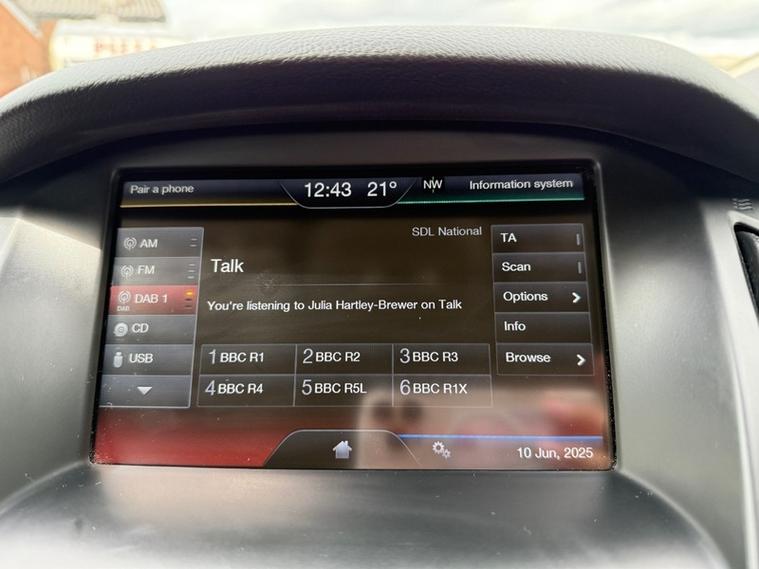 Pair a phone
12:43 21° NW
Information system
SDL National
AM
FM
DAB 1
DAB
CD
USB
Talk
You're listening to Julia Hartley-Brewer on Talk
1 BBC R1 2 BBC R2 3 BBC R3
4 BBC R4 5 BBC R5L 6 BBC R1X
TA
Scan
Options
Info
Browse
10 Jun, 2025